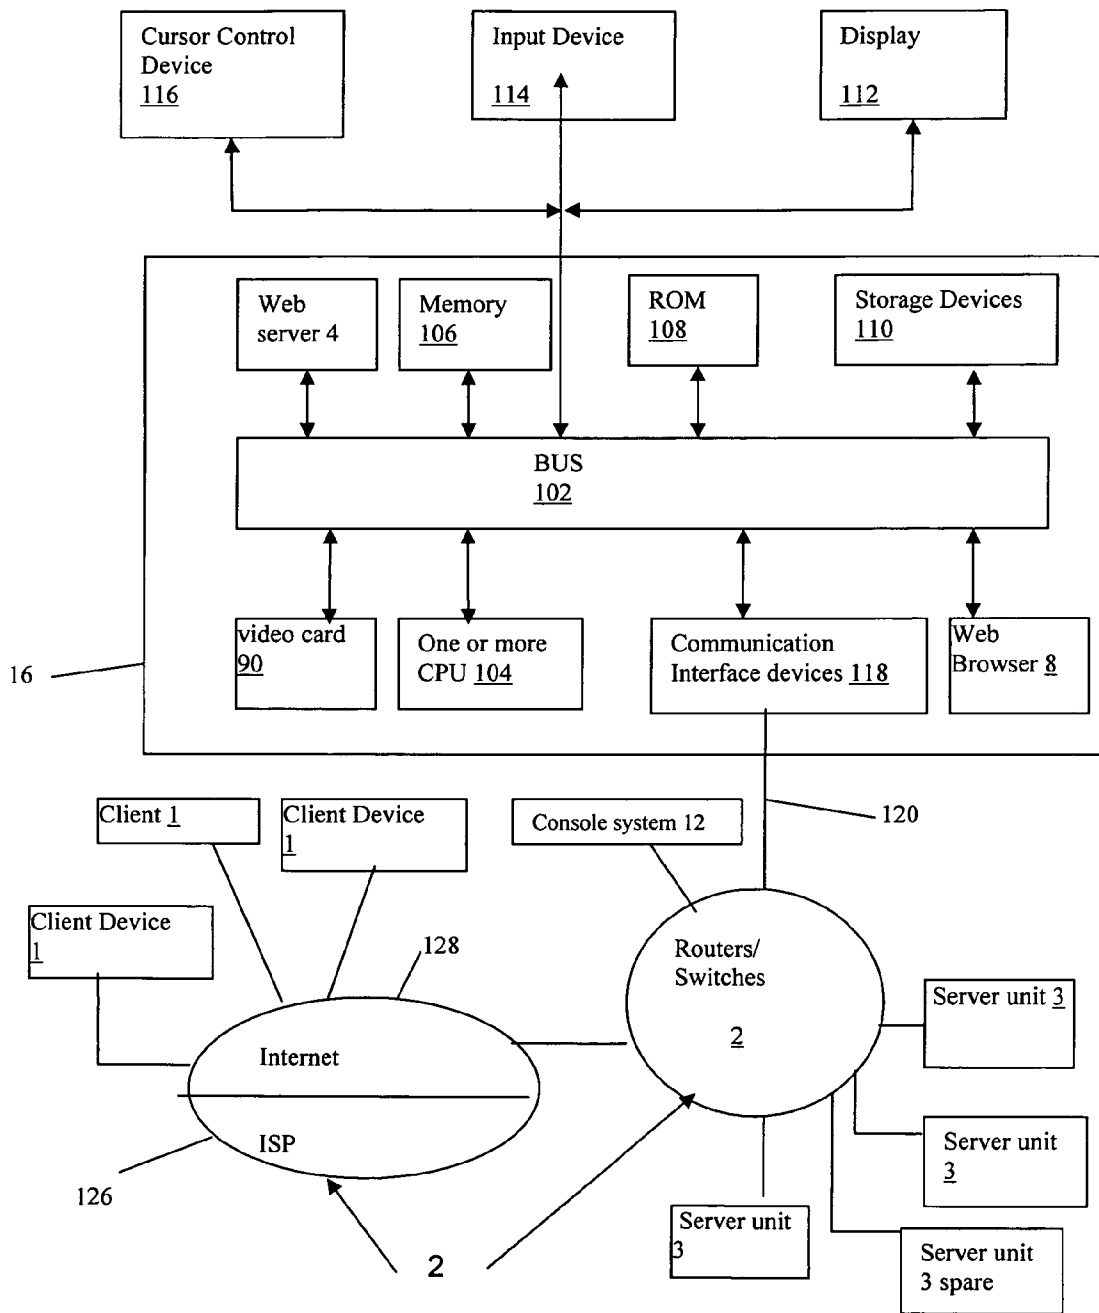 Cursor Control
Device
116
Input Device
114
Display
112
Web
server 4
Memory
106
ROM
108
Storage Devices
110
BUS
102
video card
90
One or more
CPU 104
Communication
Interface devices 118
Web
Browser 8
16
Client 1
Client Device
1
Console system 12
120
Client Device
1
128
Routers/
Switches
2
Server unit 3
Internet
ISP
126
Server unit
3
Server unit
3
Server unit
3 spare
2